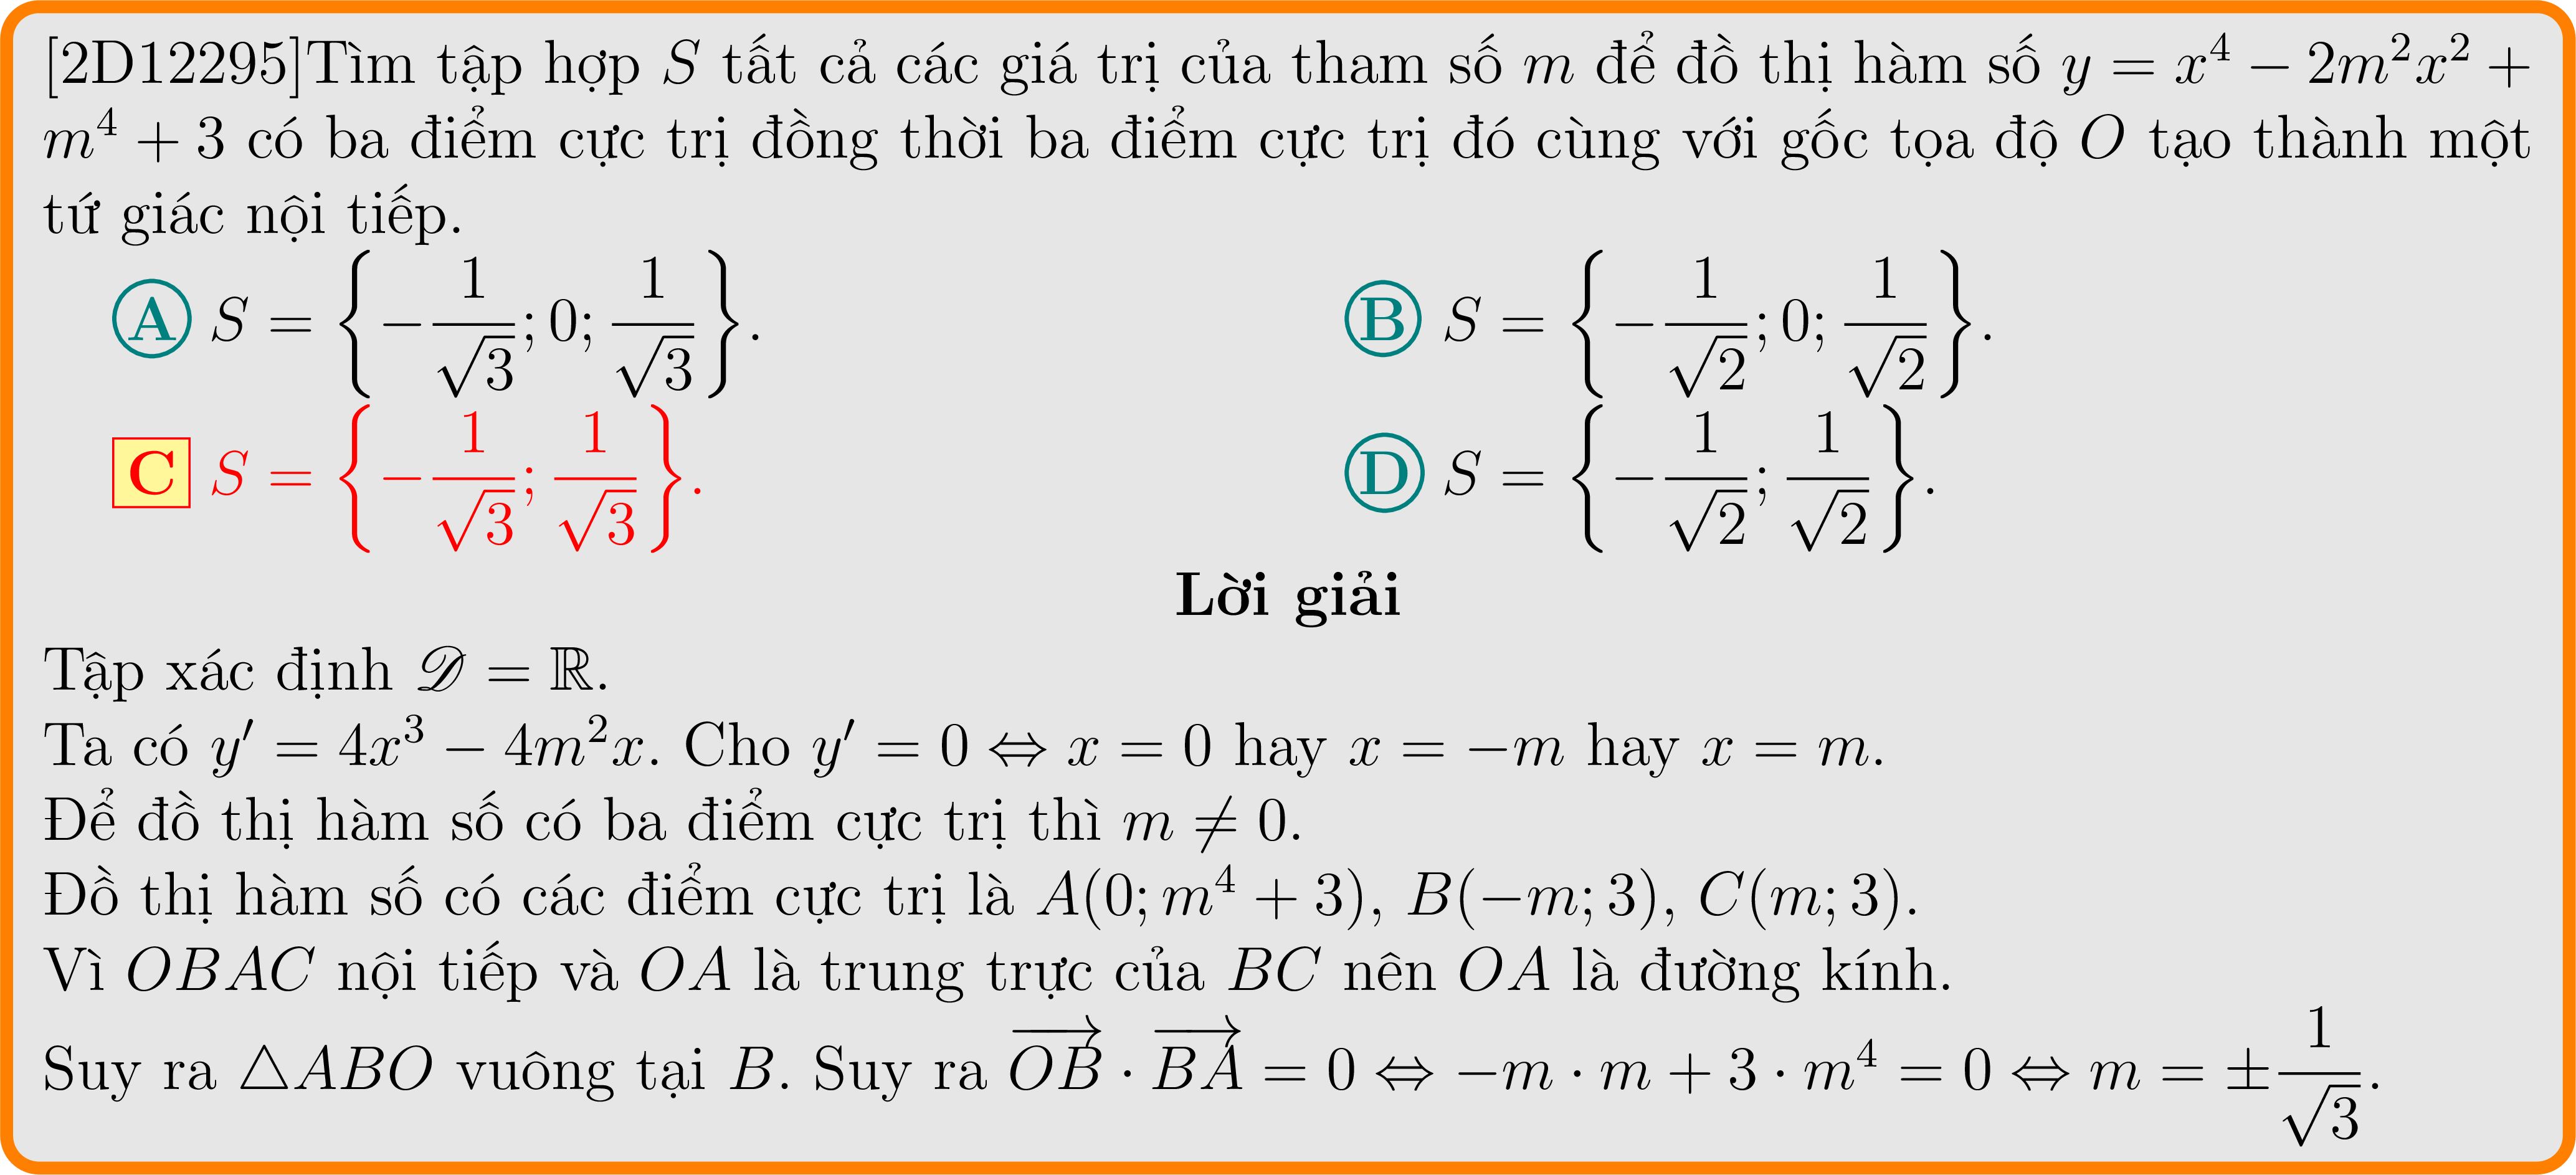 [2D12295]Tìm tập hợp $S$ tất cả các giá trị của tham số $m$ để đồ thị hàm số $y = x^4 - 2m^2x^2 +$
$m^4 + 3$ có ba điểm cực trị đồng thời ba điểm cực trị đó cùng với gốc tọa độ $O$ tạo thành một
tứ giác nội tiếp.
A $S = \left\{-\frac{1}{\sqrt{3}}; 0; \frac{1}{\sqrt{3}}\right\}$. B $S = \left\{-\frac{1}{\sqrt{2}}; 0; \frac{1}{\sqrt{2}}\right\}$.
C $S = \left\{-\frac{1}{\sqrt{3}}; \frac{1}{\sqrt{3}}\right\}$. D $S = \left\{-\frac{1}{\sqrt{2}}; \frac{1}{\sqrt{2}}\right\}$.
Lời giải
Tập xác định $\mathscr{D} = \mathbb{R}$.
Ta có $y' = 4x^3 - 4m^2x$. Cho $y' = 0 \Leftrightarrow x = 0$ hay $x = -m$ hay $x = m$.
Để đồ thị hàm số có ba điểm cực trị thì $m \neq 0$.
Đồ thị hàm số có các điểm cực trị là $A(0; m^4 + 3)$, $B(-m; 3)$, $C(m; 3)$.
Vì $OBAC$ nội tiếp và $OA$ là trung trực của $BC$ nên $OA$ là đường kính.
Suy ra $\triangle ABO$ vuông tại $B$. Suy ra $\overrightarrow{OB} \cdot \overrightarrow{BA} = 0 \Leftrightarrow -m \cdot m + 3 \cdot m^4 = 0 \Leftrightarrow m = \pm\frac{1}{\sqrt{3}}$.